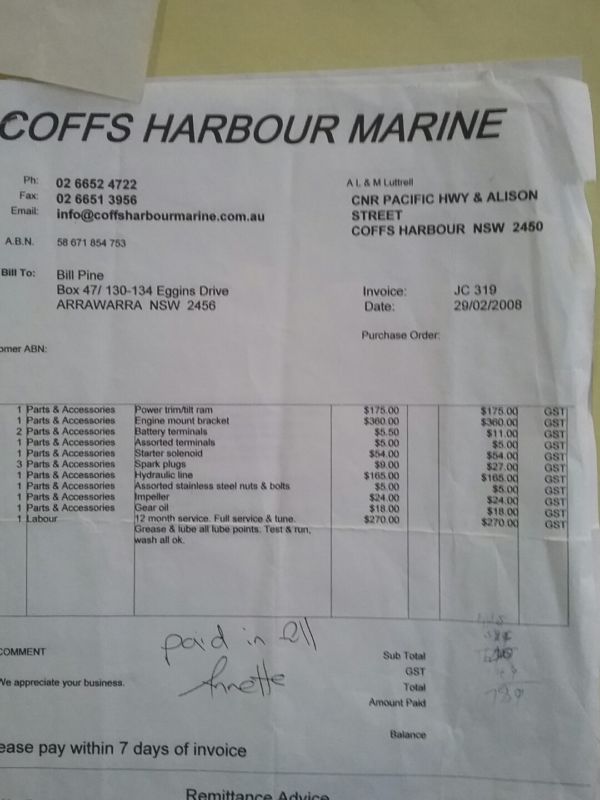 COFFS HARBOUR MARINE
Ph: 02 6652 4722
Fax: 02 6651 3956
Email: info@coffsharbourmarine.com.au
A.B.N. 58 671 854 753
A L & M Luttrell
CNR PACIFIC HWY & ALISON
STREET
COFFS HARBOUR NSW 2450
Bill To: Bill Pine
Box 47/ 130-134 Eggins Drive
ARRAWARRA NSW 2456
Invoice: JC 319
Date: 29/02/2008
Purchase Order:
omer ABN:
1 Parts & Accessories Power trim/tilt ram $175.00 $175.00 GST
1 Parts & Accessories Engine mount bracket $360.00 $360.00 GST
2 Parts & Accessories Battery terminals $5.50 $11.00 GST
1 Parts & Accessories Assorted terminals $5.00 $5.00 GST
1 Parts & Accessories Starter solenoid $54.00 $54.00 GST
3 Parts & Accessories Spark plugs $9.00 $27.00 GST
1 Parts & Accessories Hydraulic line $165.00 $165.00 GST
1 Parts & Accessories Assorted stainless steel nuts & bolts $5.00 $5.00 GST
1 Parts & Accessories Impeller $24.00 $24.00 GST
1 Parts & Accessories Gear oil $18.00 $18.00 GST
1 Labour 12 month service. Full service & tune. $270.00 $270.00 GST
Grease & lube all lube points. Test & run,
wash all ok.
paid in
Annette
COMMENT
We appreciate your business.
Sub Total
GST
Total
Amount Paid
Balance
ease pay within 7 days of invoice
Remittance Advice